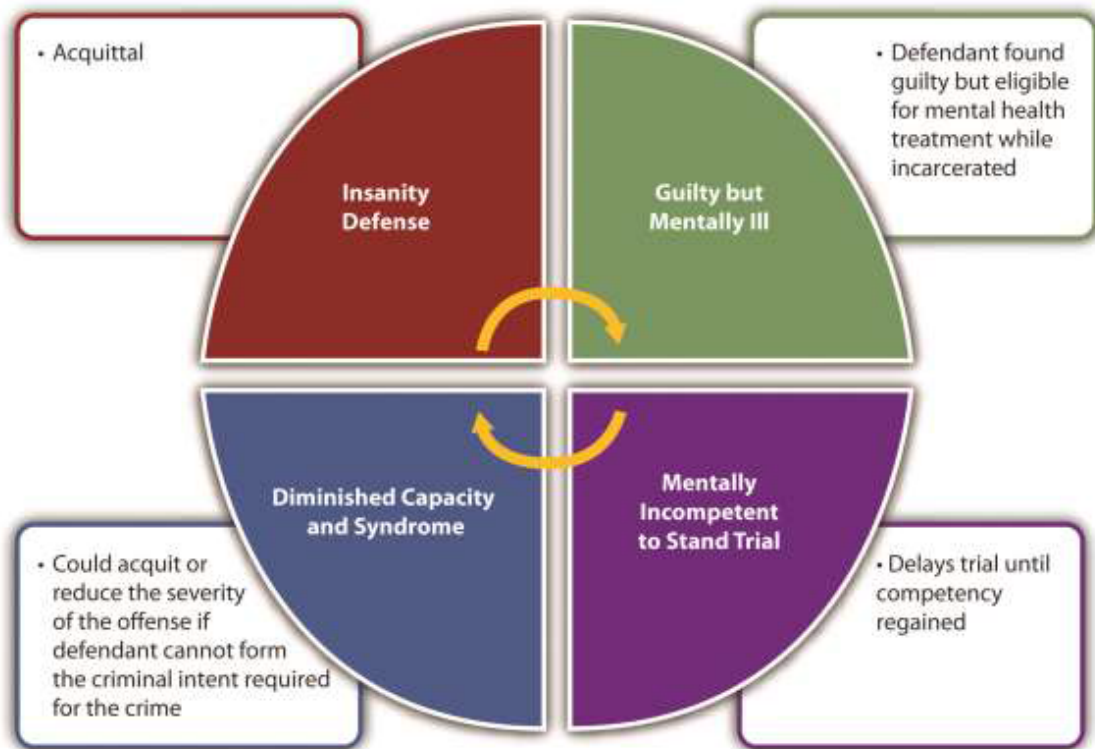 • Acquittal
Insanity
Defense
Guilty but
Mentally Ill
• Defendant found
guilty but eligible
for mental health
treatment while
incarcerated
Diminished Capacity
and Syndrome
• Could acquit or
reduce the severity
of the offense if
defendant cannot form
the criminal intent required
for the crime
Mentally
Incompetent
to Stand Trial
• Delays trial until
competency
regained